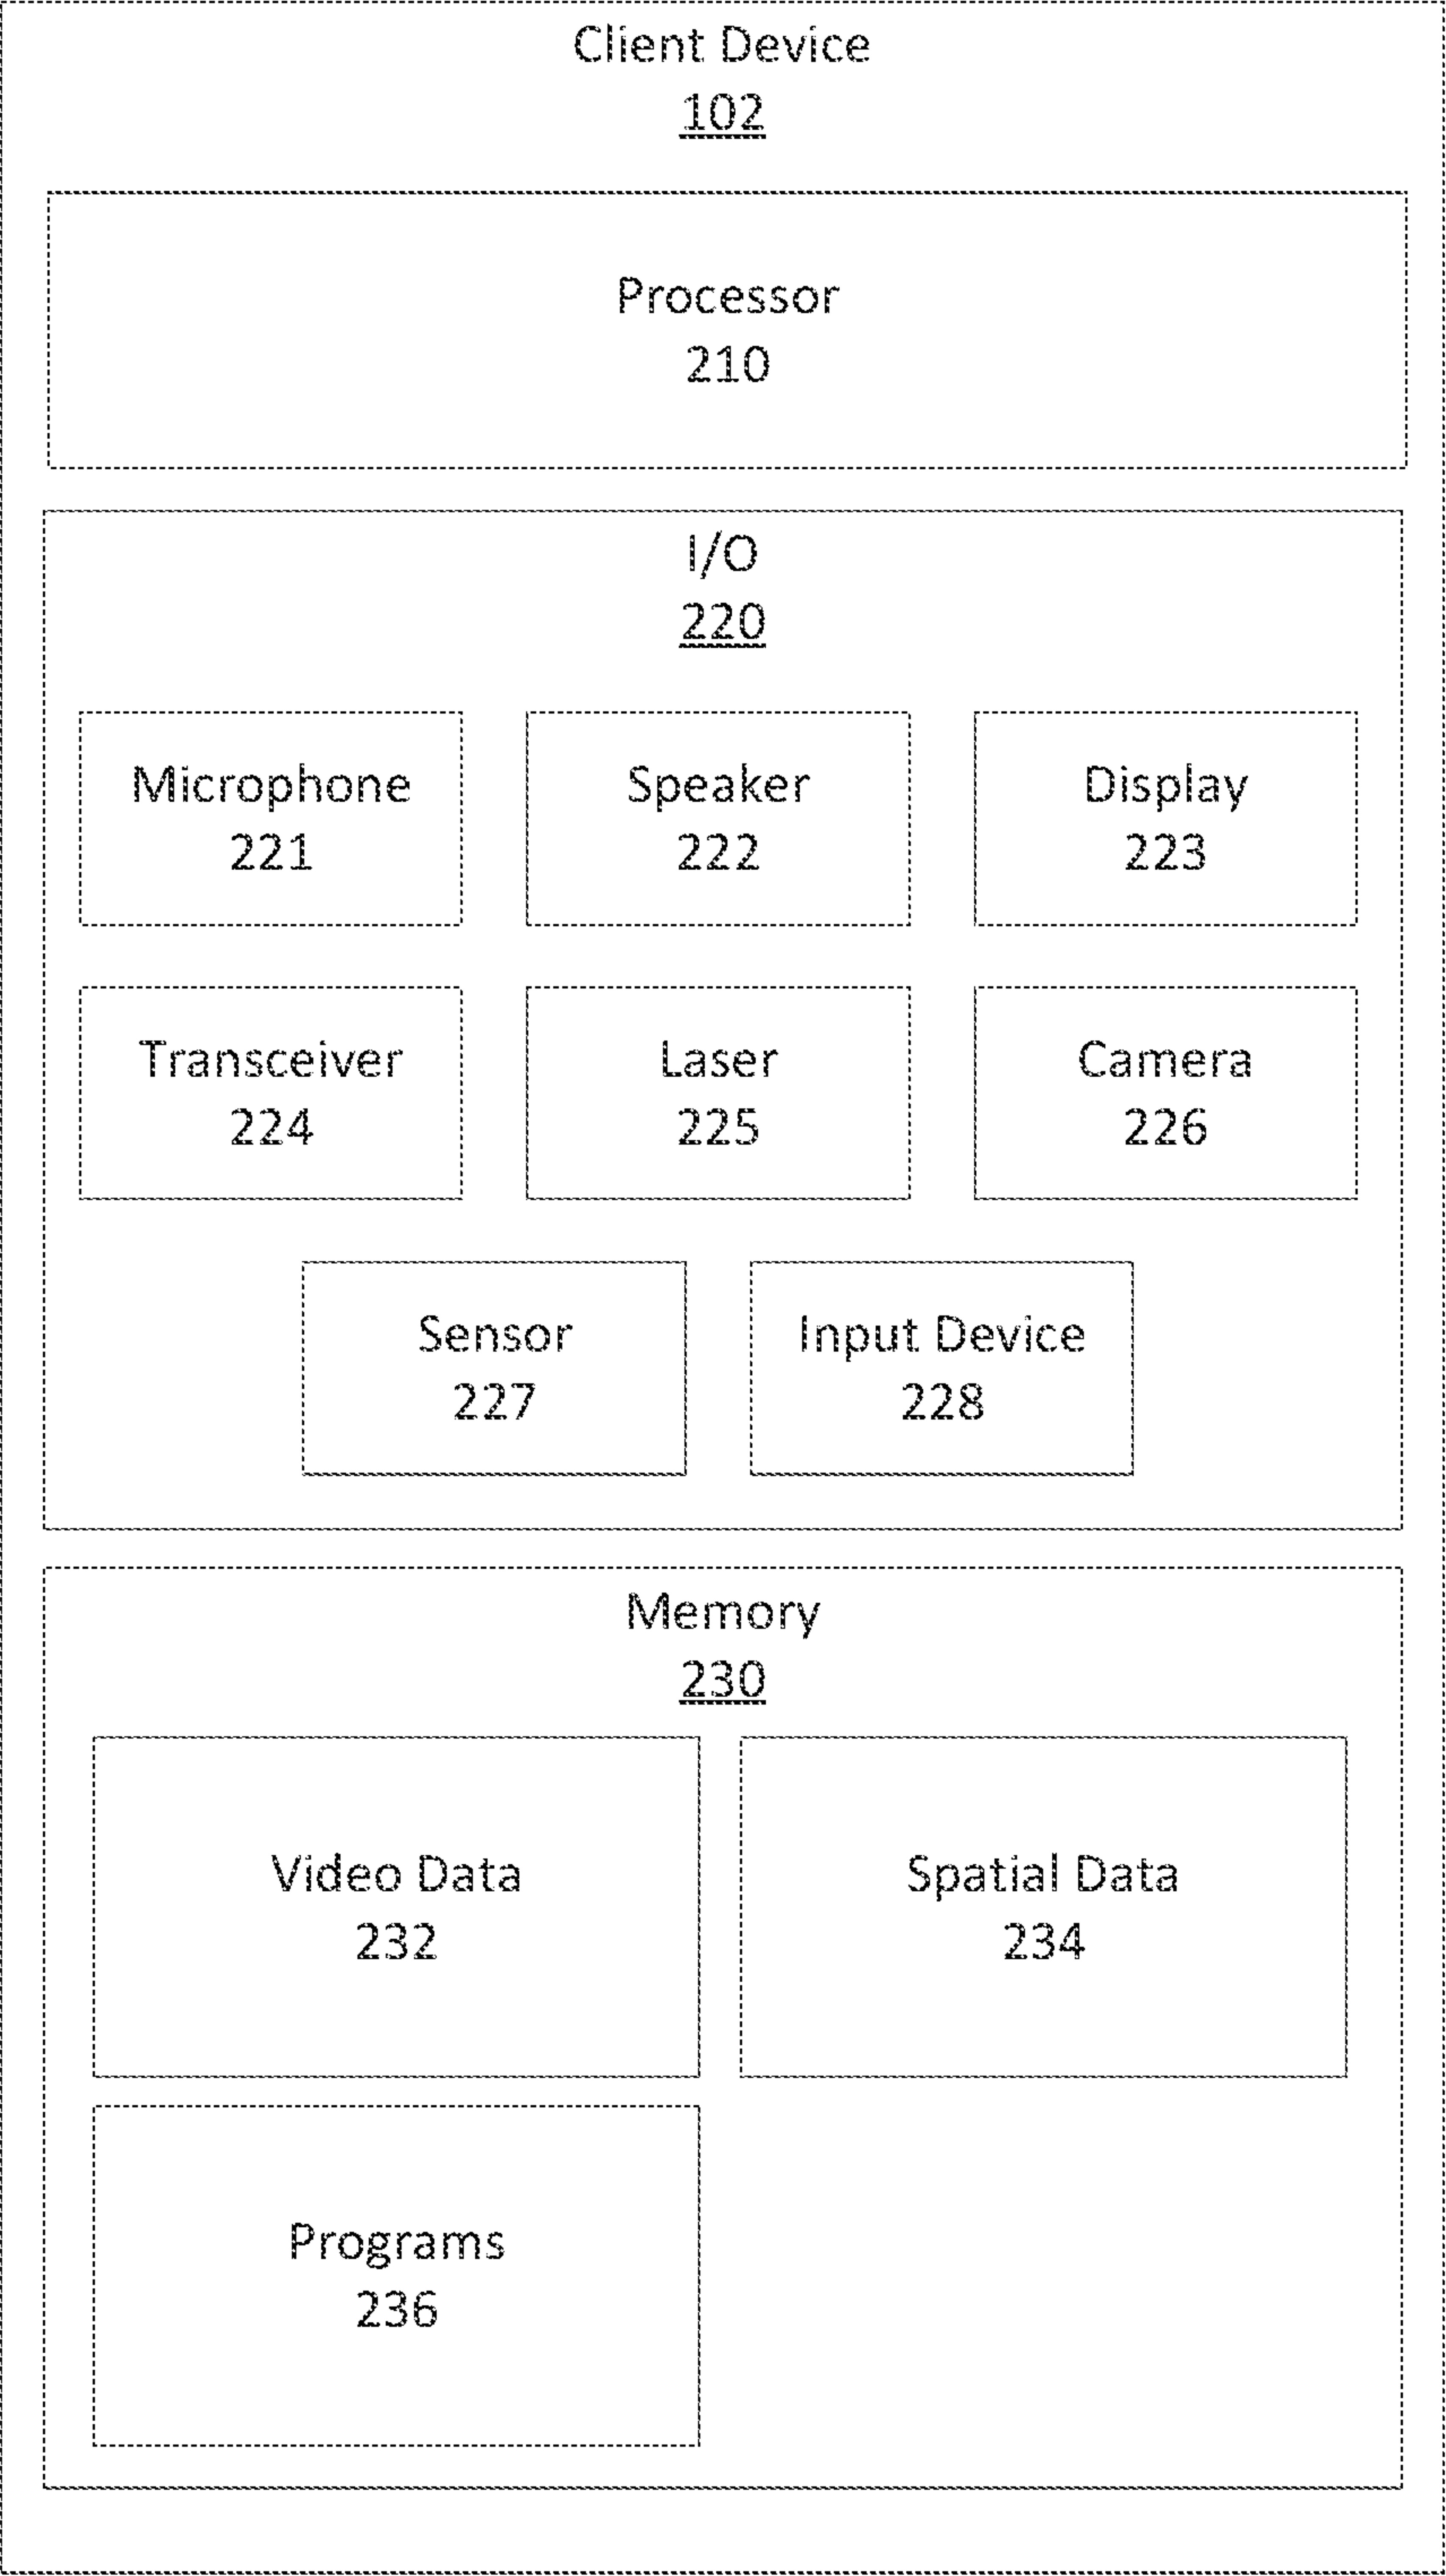 Client Device
102
Processor
210
I/O
220
Microphone
221
Speaker
222
Display
223
Transceiver
224
Laser
225
Camera
226
Sensor
227
Input Device
228
Memory
230
Video Data
232
Spatial Data
234
Programs
236